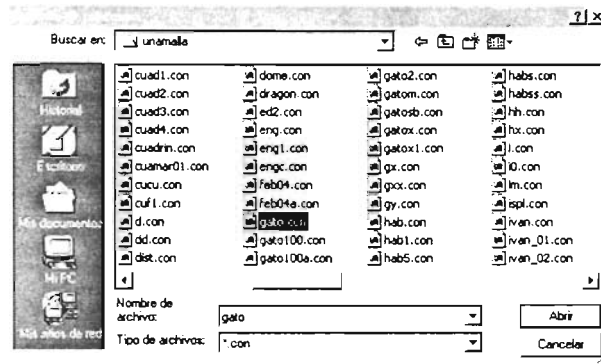 ? x
Buscar en: unamalla
cuad1.con dome.con gato2.con habs.con
cuad2.con dragon.con gatom.con habss.con
cuad3.con ed2.con gatosb.con hh.con
cuad4.con eng.con gatox.con hx.con
cuadrin.con eng1.con gatox1.con I.con
cuamar01.con engc.con gx.con I0.con
cucu.con feb04.con gxx.con lm.con
cuf1.con feb04a.con gy.con ispl.con
d.con gato.con hab.con ivan.con
dd.con gato100.con hab1.con ivan_01.con
dist.con gato100a.con hab5.con ivan_02.con
Historial
Escritorio
Mis documentos
Mi PC
Mis sitios de red
Nombre de
archivo: gato Abrir
Tipo de archivos: *.con Cancelar